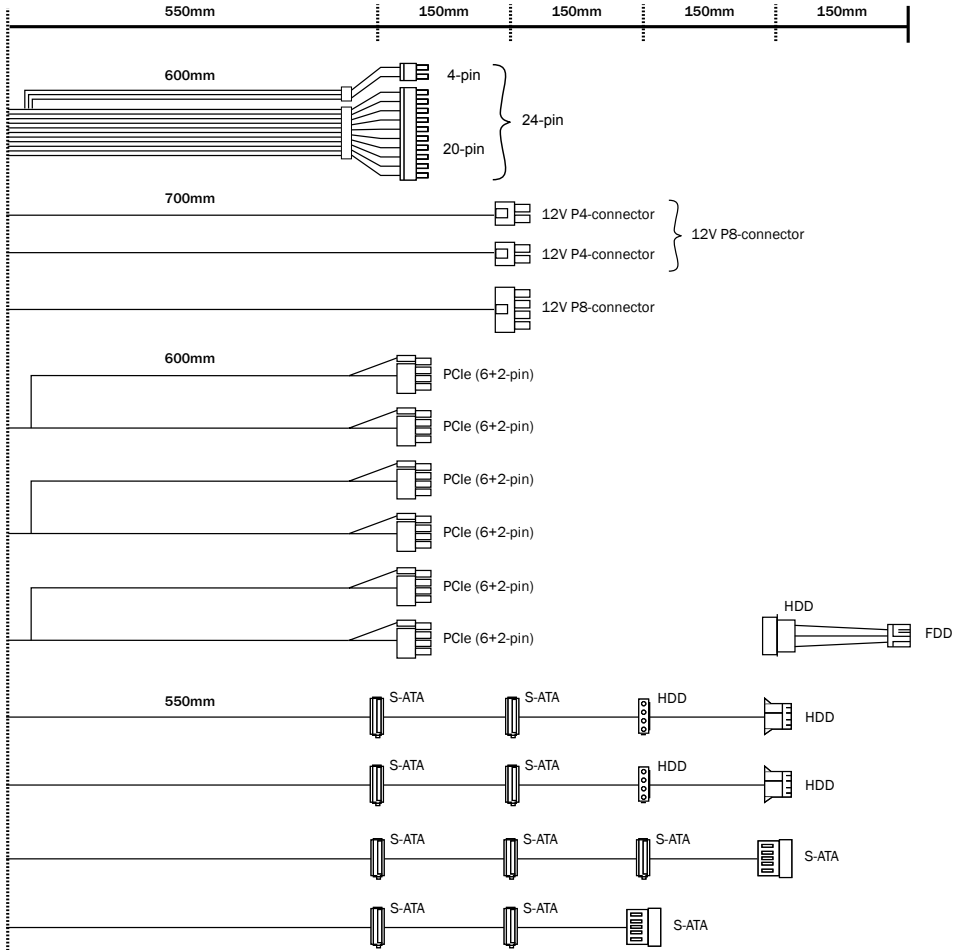 550mm 150mm 150mm 150mm 150mm
600mm
4-pin
24-pin
20-pin
700mm
12V P4-connector
12V P8-connector
12V P4-connector
12V P8-connector
600mm
PCIe (6+2-pin)
PCIe (6+2-pin)
PCIe (6+2-pin)
PCIe (6+2-pin)
PCIe (6+2-pin)
HDD
FDD
PCIe (6+2-pin)
550mm
S-ATA S-ATA HDD
HDD
S-ATA S-ATA HDD
HDD
S-ATA S-ATA S-ATA
S-ATA
S-ATA S-ATA
S-ATA